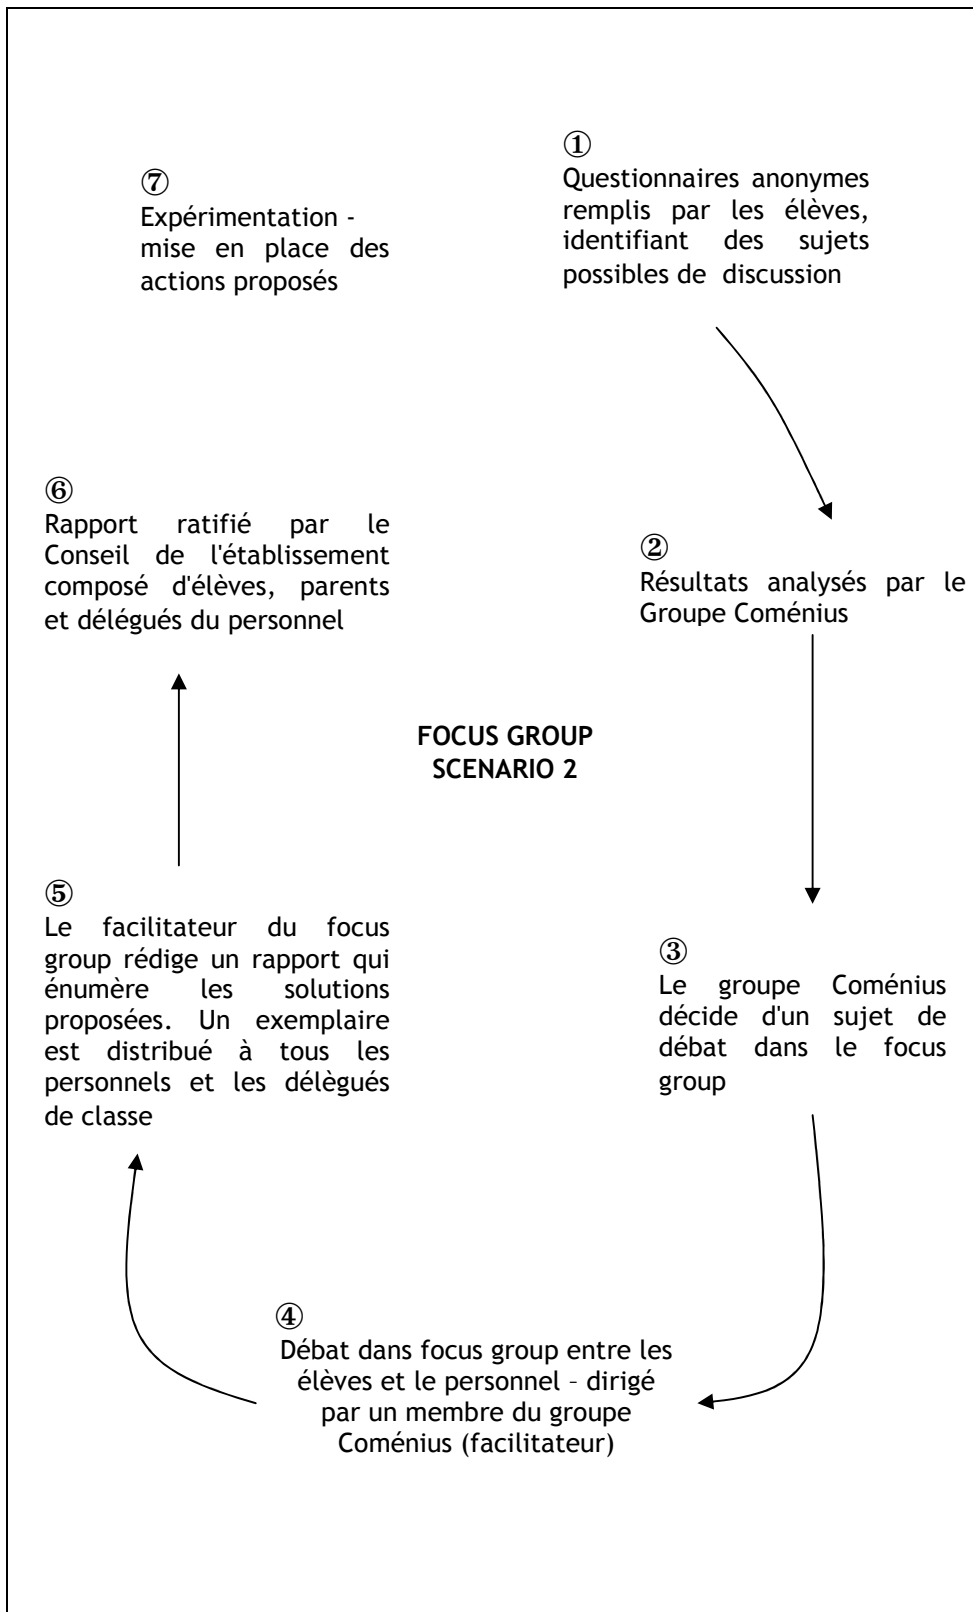 ①
Questionnaires anonymes
remplis par les élèves,
identifiant des sujets
possibles de discussion
②
Résultats analysés par le
Groupe Coménius
③
Le groupe Coménius
décide d'un sujet de
débat dans le focus
group
④
Débat dans focus group entre les
élèves et le personnel – dirigé
par un membre du groupe
Coménius (facilitateur)
⑤
Le facilitateur du focus
group rédige un rapport qui
énumère les solutions
proposées. Un exemplaire
est distribué à tous les
personnels et les délègués
de classe
⑥
Rapport ratifié par le
Conseil de l'établissement
composé d'élèves, parents
et délégués du personnel
⑦
Expérimentation -
mise en place des
actions proposés
FOCUS GROUP
SCENARIO 2